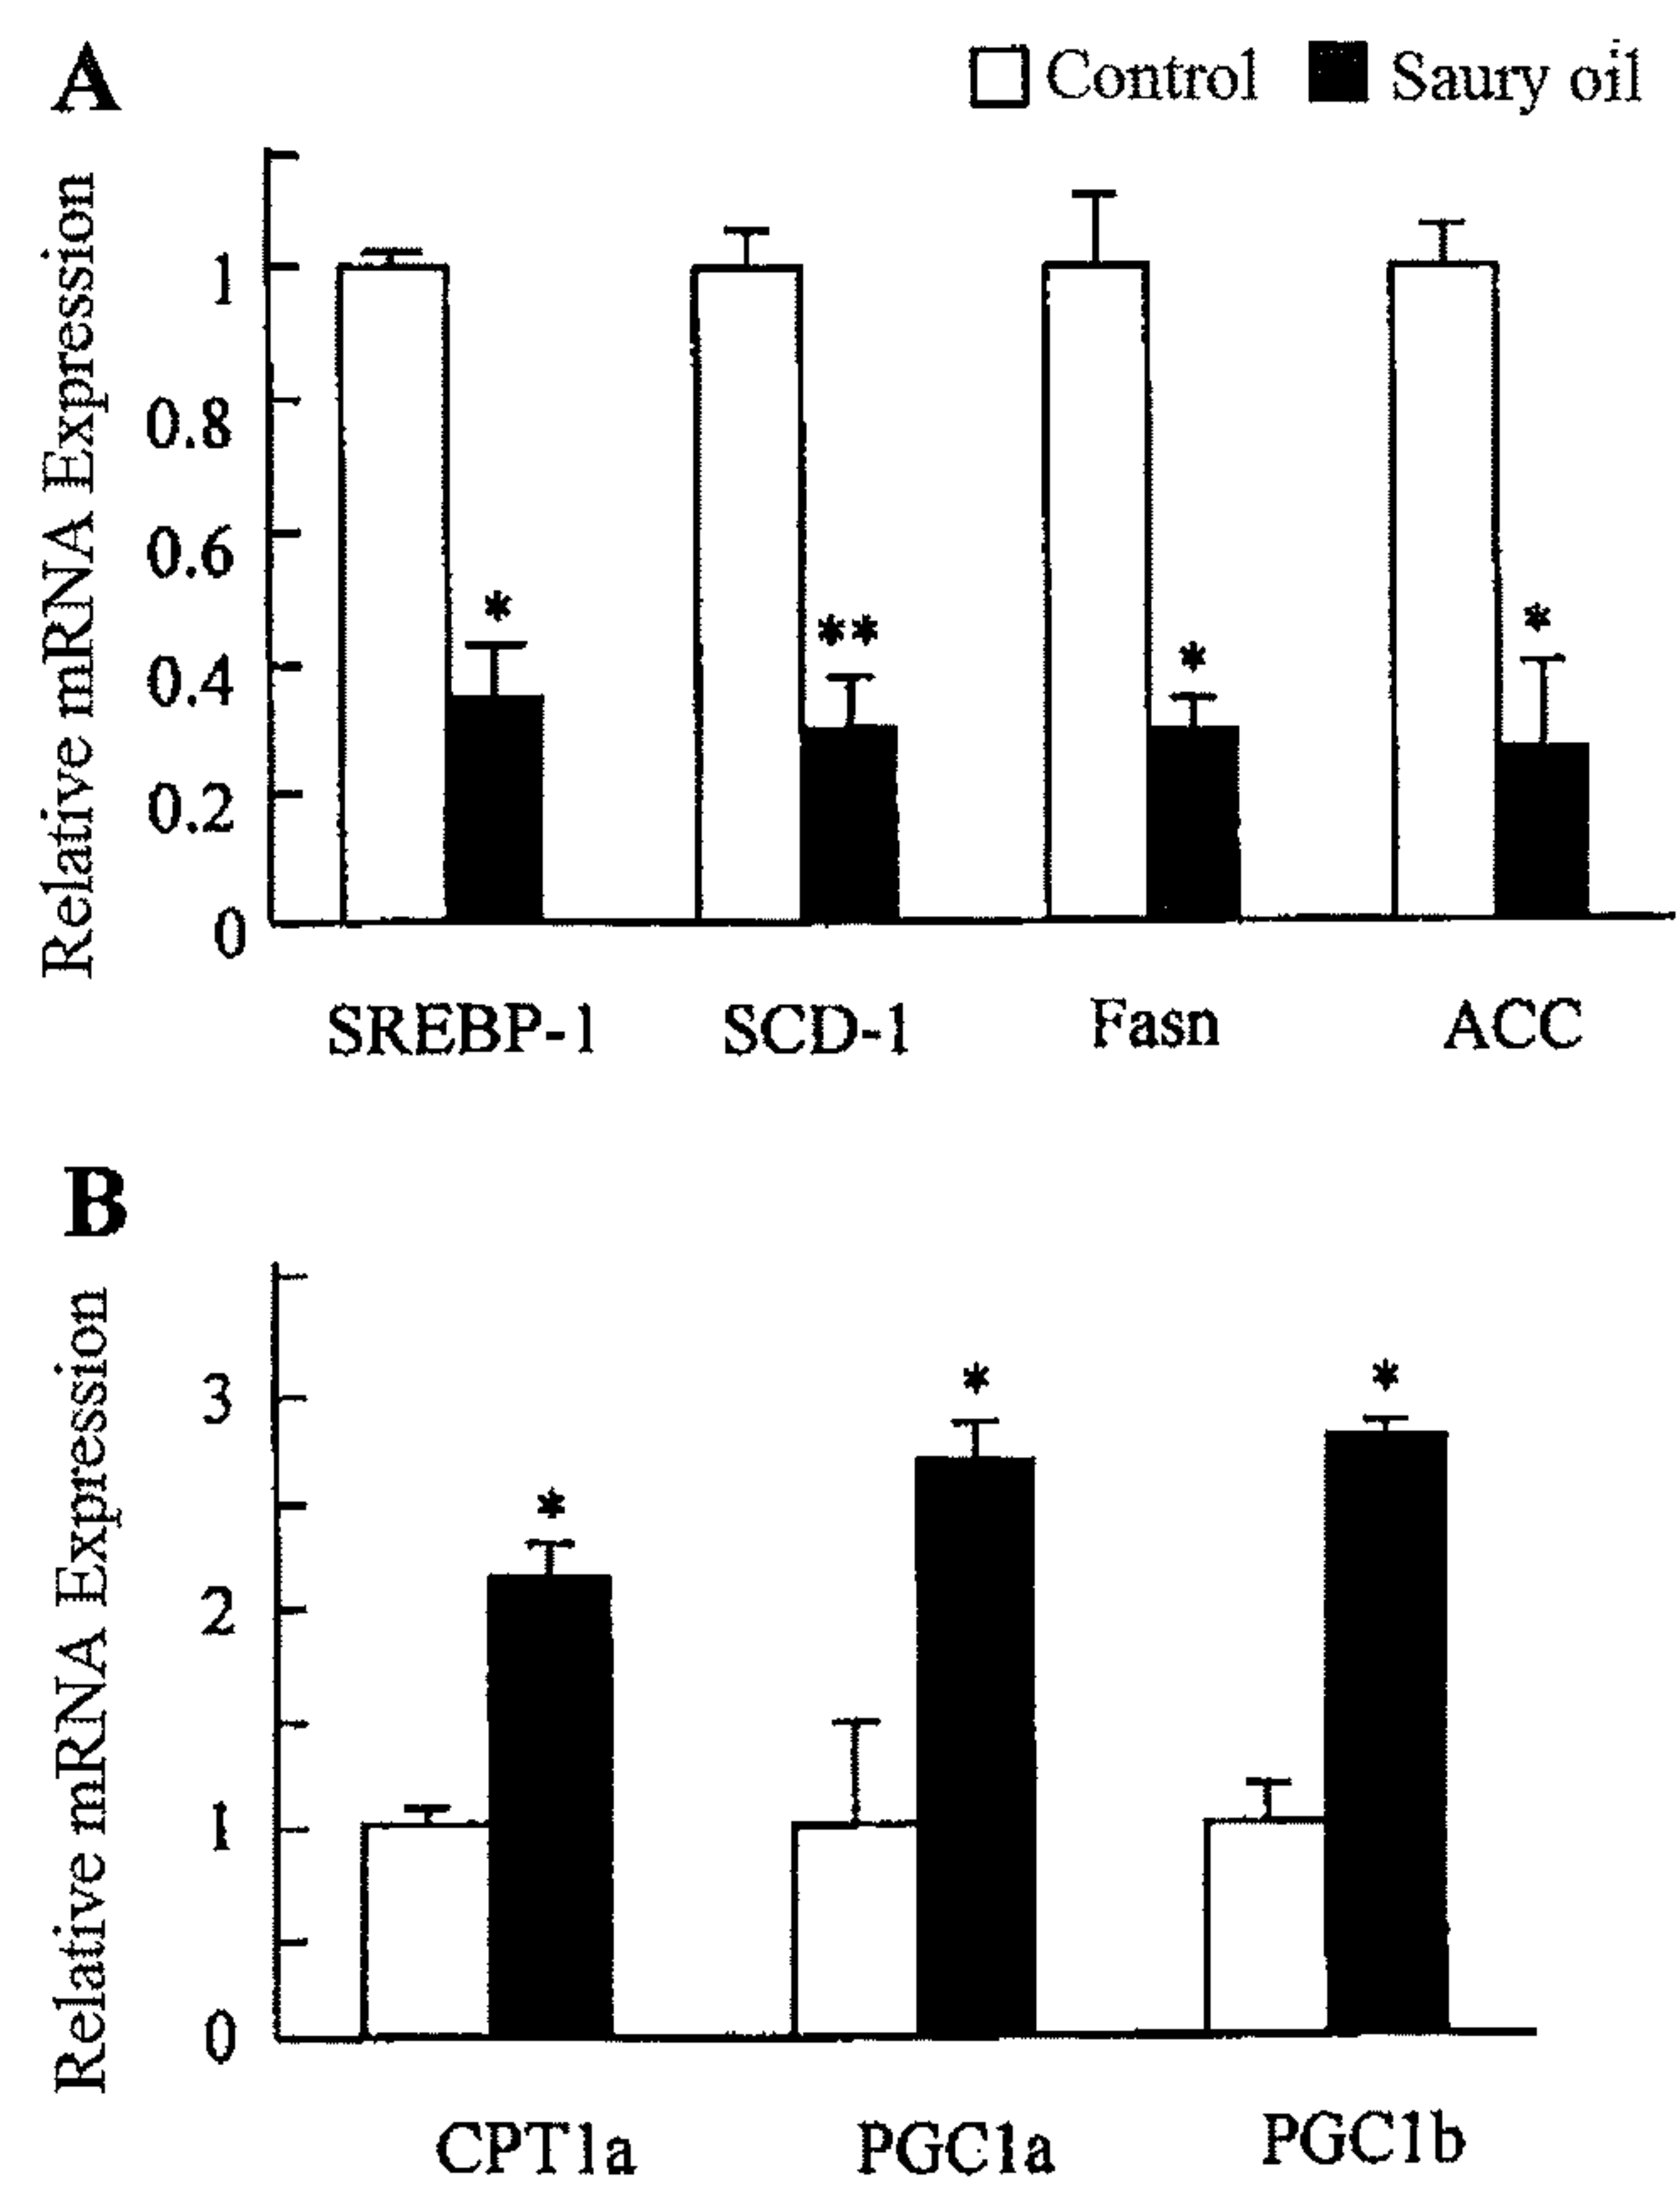 A
Control
Saury oil
Relative mRNA Expression
1
0.8
0.6
0.4
0.2
0
*
**
*
*
SREBP-1
SCD-1
Fasn
ACC
B
Relative mRNA Expression
3
2
1
0
*
*
*
CPT1a
PGC1a
PGC1b